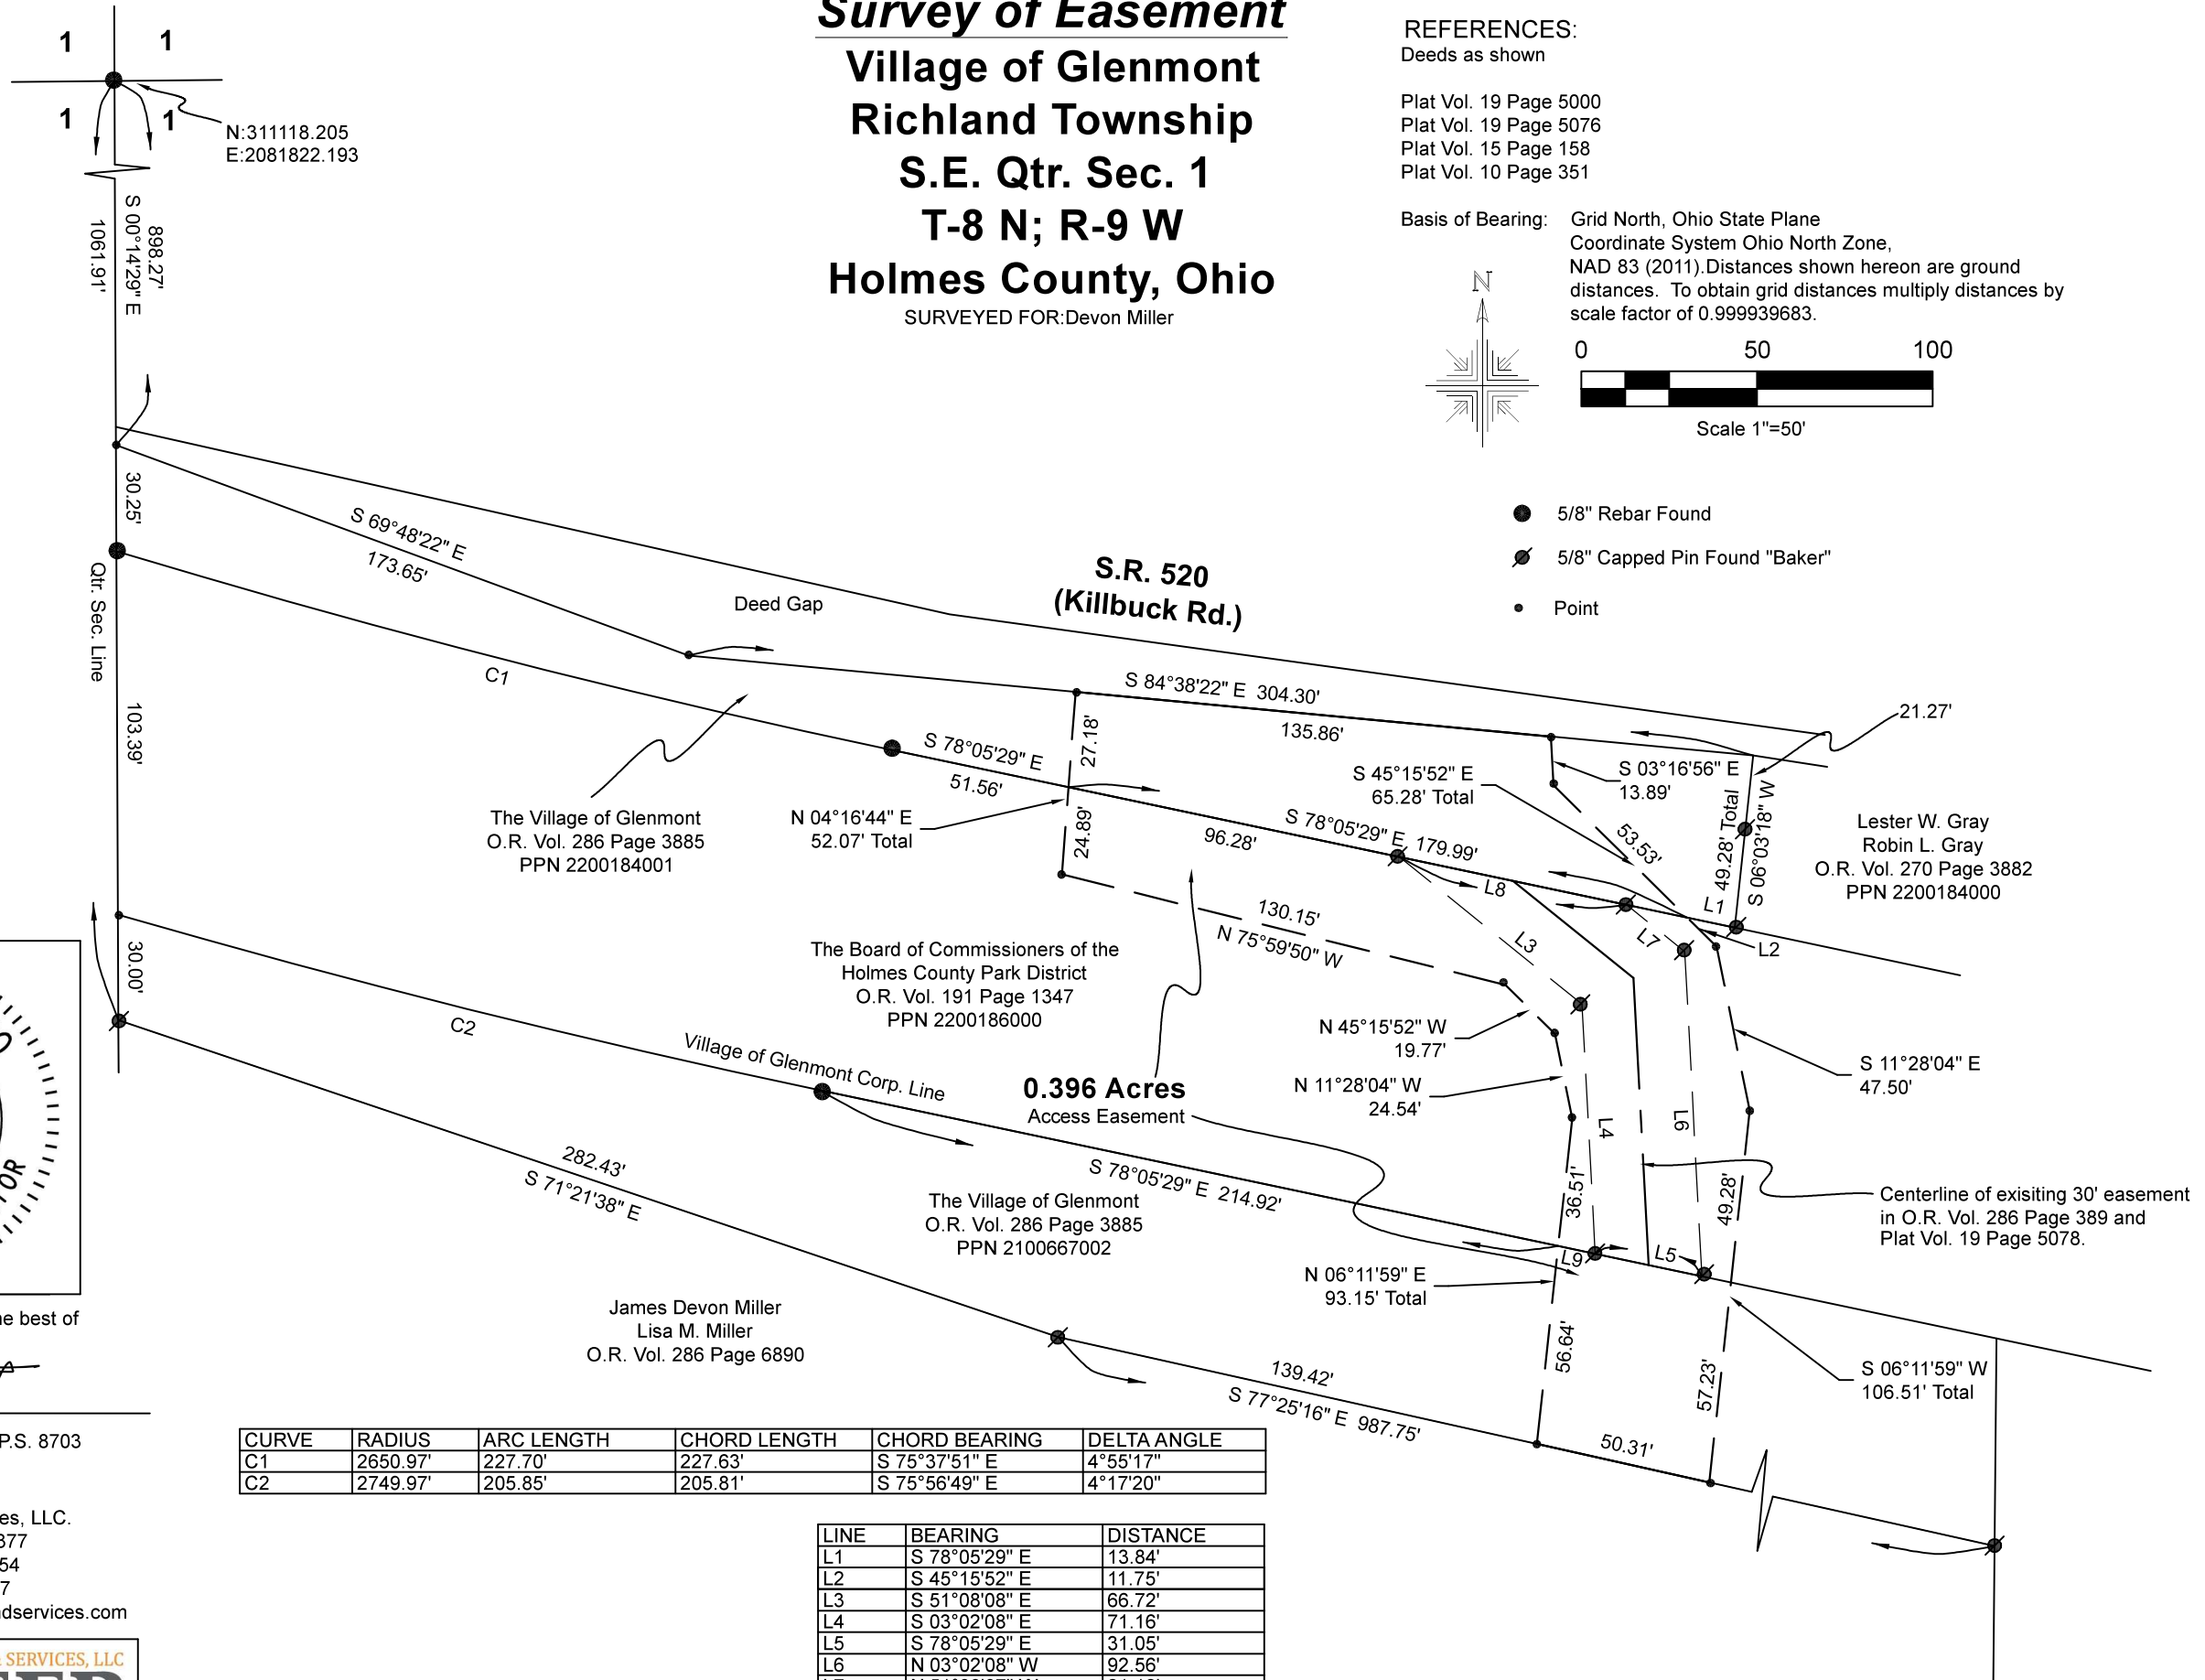 Survey of Easement
Village of Glenmont
Richland Township
S.E. Qtr. Sec. 1
T-8 N; R-9 W
Holmes County, Ohio
SURVEYED FOR:Devon Miller
1
1
1
1
N:311118.205
E:2081822.193
REFERENCES:
Deeds as shown
Plat Vol. 19 Page 5000
Plat Vol. 19 Page 5076
Plat Vol. 15 Page 158
Plat Vol. 10 Page 351
Basis of Bearing: Grid North, Ohio State Plane
Coordinate System Ohio North Zone,
NAD 83 (2011).Distances shown hereon are ground
distances. To obtain grid distances multiply distances by
scale factor of 0.999939683.
N
0 50 100
Scale 1"=50'
5/8" Rebar Found
5/8" Capped Pin Found "Baker"
Point
898.27'
S 00°14'29" E
1061.91'
30.25'
Qtr. Sec. Line
103.39'
30.00'
S 69°48'22" E
173.65'
Deed Gap
S.R. 520
(Killbuck Rd.)
C1
S 84°38'22" E 304.30'
135.86'
21.27'
27.18'
S 78°05'29" E
51.56'
24.89'
N 04°16'44" E
52.07' Total
S 45°15'52" E
65.28' Total
S 03°16'56" E
13.89'
53.53'
49.28' Total
S 06°03'18" W
Lester W. Gray
Robin L. Gray
O.R. Vol. 270 Page 3882
PPN 2200184000
The Village of Glenmont
O.R. Vol. 286 Page 3885
PPN 2200184001
S 78°05'29" E 179.99'
96.28'
L8
L1
L2
L7
L3
130.15'
N 75°59'50" W
The Board of Commissioners of the
Holmes County Park District
O.R. Vol. 191 Page 1347
PPN 2200186000
C2
Village of Glenmont Corp. Line
N 45°15'52" W
19.77'
N 11°28'04" W
24.54'
0.396 Acres
Access Easement
L4
L6
S 11°28'04" E
47.50'
36.51'
49.28'
282.43'
S 71°21'38" E
S 78°05'29" E 214.92'
The Village of Glenmont
O.R. Vol. 286 Page 3885
PPN 2100667002
Centerline of exisiting 30' easement
in O.R. Vol. 286 Page 389 and
Plat Vol. 19 Page 5078.
L9
L5
N 06°11'59" E
93.15' Total
James Devon Miller
Lisa M. Miller
O.R. Vol. 286 Page 6890
56.64'
57.23'
S 06°11'59" W
106.51' Total
139.42'
S 77°25'16" E 987.75'
50.31'
OR
he best of
P.S. 8703
es, LLC.
377
54
7
dservices.com
SERVICES, LLC
CURVE RADIUS ARC LENGTH CHORD LENGTH CHORD BEARING DELTA ANGLE
C1 2650.97' 227.70' 227.63' S 75°37'51" E 4°55'17"
C2 2749.97' 205.85' 205.81' S 75°56'49" E 4°17'20"
LINE BEARING DISTANCE
L1 S 78°05'29" E 13.84'
L2 S 45°15'52" E 11.75'
L3 S 51°08'08" E 66.72'
L4 S 03°02'08" E 71.16'
L5 S 78°05'29" E 31.05'
L6 N 03°02'08" W 92.56'